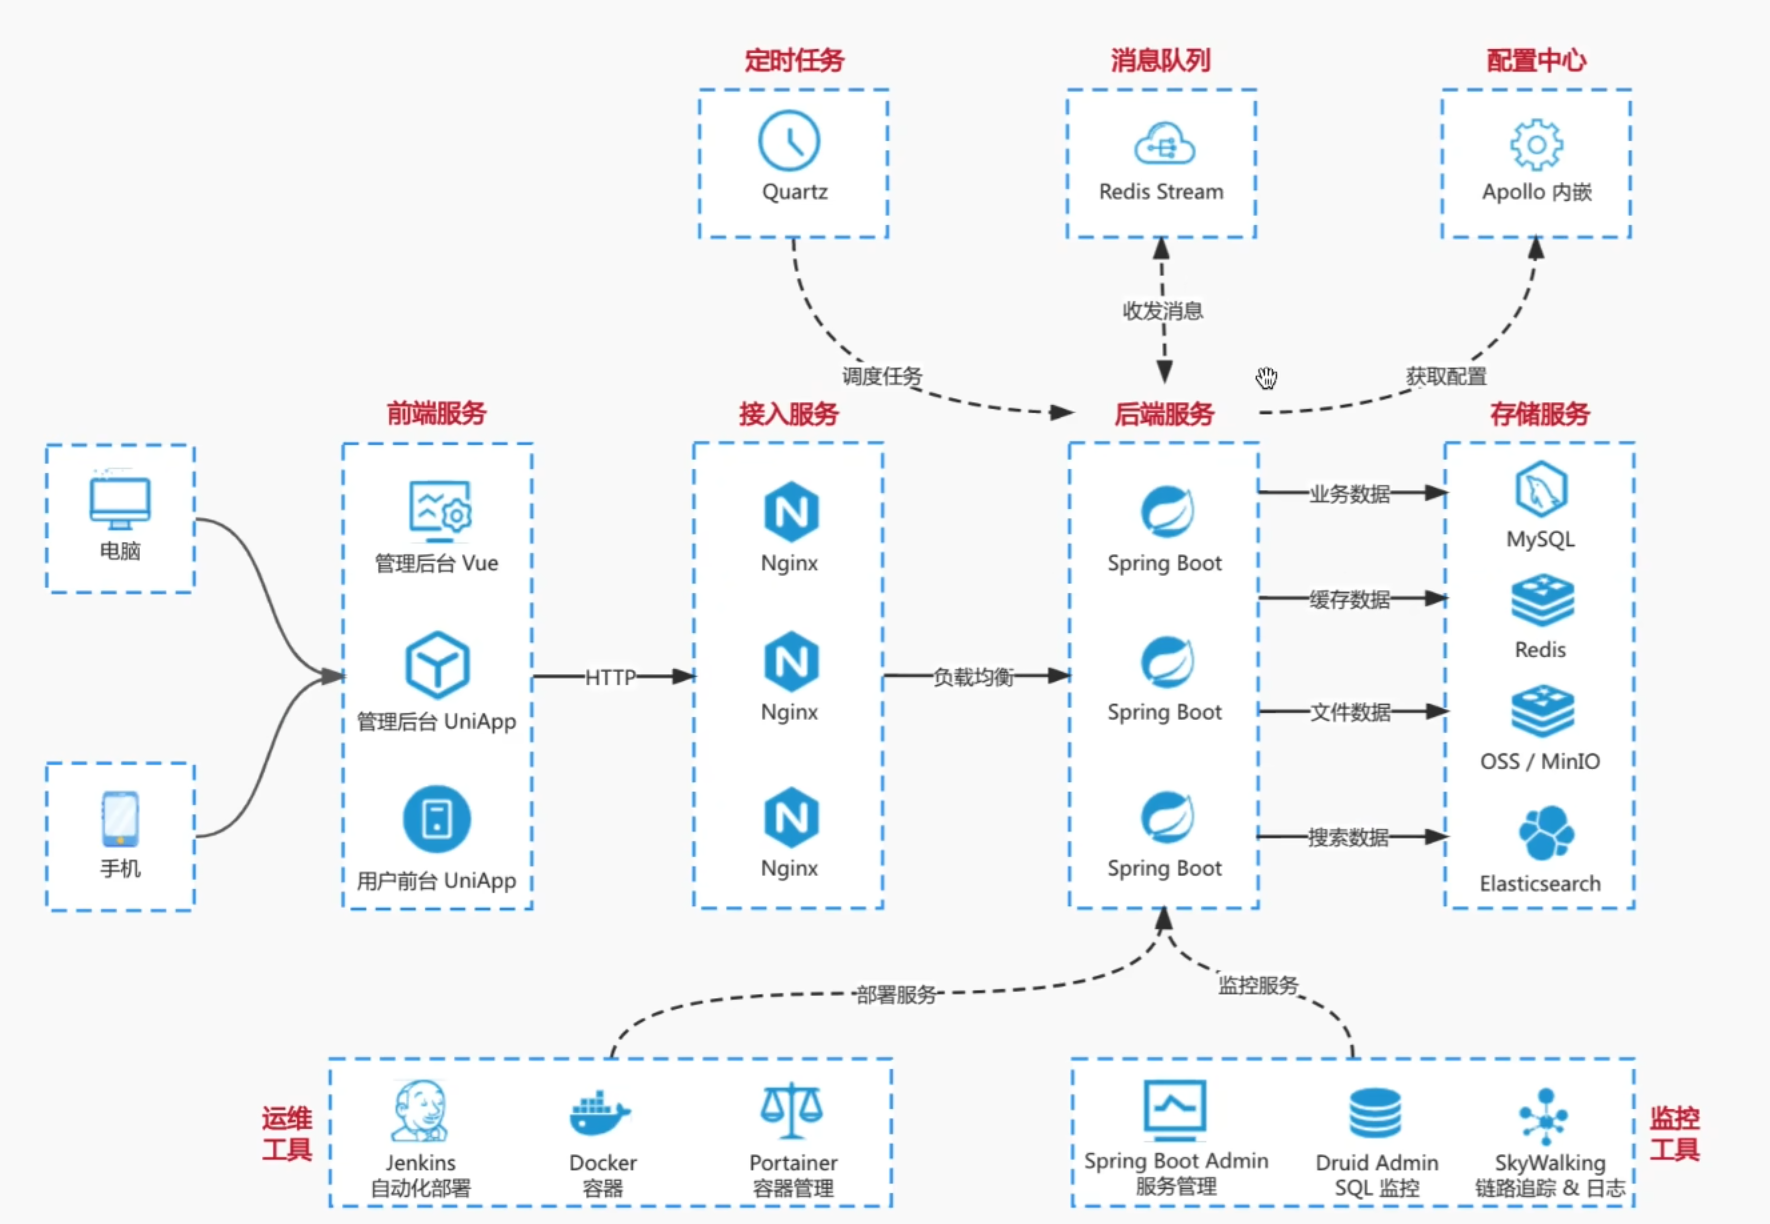 定时任务
消息队列
配置中心
Quartz
Redis Stream
Apollo 内嵌
收发消息
调度任务
获取配置
前端服务
接入服务
后端服务
存储服务
电脑
手机
管理后台 Vue
管理后台 UniApp
用户前台 UniApp
HTTP
Nginx
Nginx
Nginx
负载均衡
Spring Boot
Spring Boot
Spring Boot
业务数据
缓存数据
文件数据
搜索数据
MySQL
Redis
OSS / MinIO
Elasticsearch
部署服务
监控服务
运维
工具
Jenkins
自动化部署
Docker
容器
Portainer
容器管理
Spring Boot Admin
服务管理
Druid Admin
SQL 监控
SkyWalking
链路追踪 & 日志
监控
工具